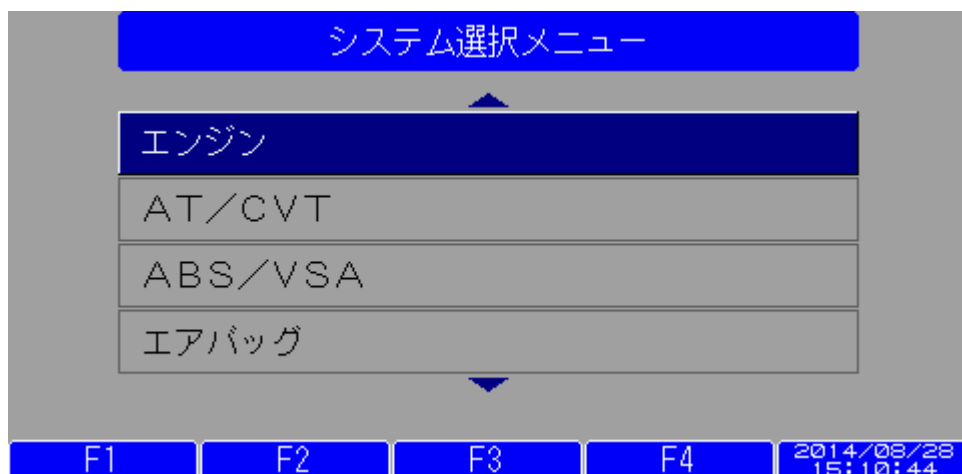 システム選択メニュー
エンジン
AT/CVT
ABS/VSA
エアバッグ
F1 F2 F3 F4 2014/08/28
15:10:44